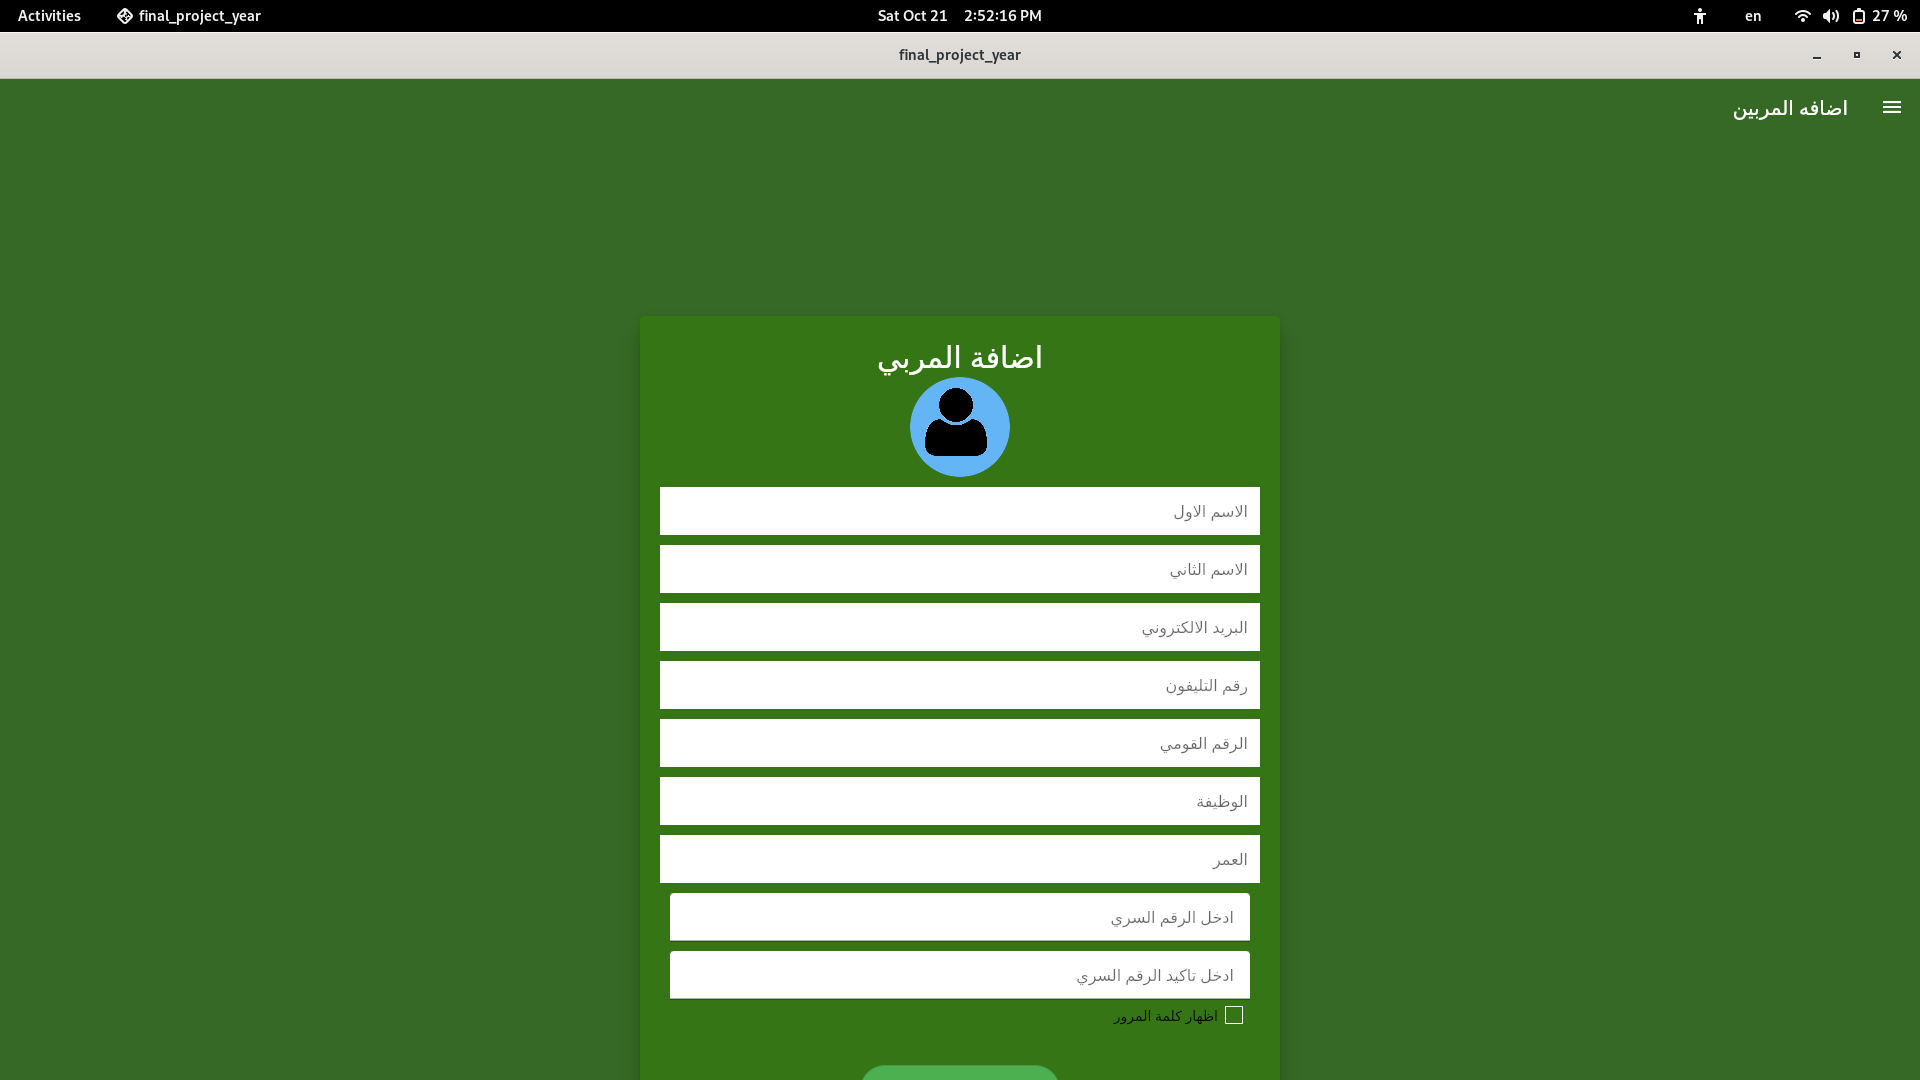 Activities
final_project_year
Sat Oct 21 2:52:16 PM
en
27 %
final_project_year
اضافه المربين
اضافة المربي
الاسم الاول
الاسم الثاني
البريد الالكتروني
رقم التليفون
الرقم القومي
الوظيفة
العمر
ادخل الرقم السري
ادخل تاكيد الرقم السري
اظهار كلمة المرور